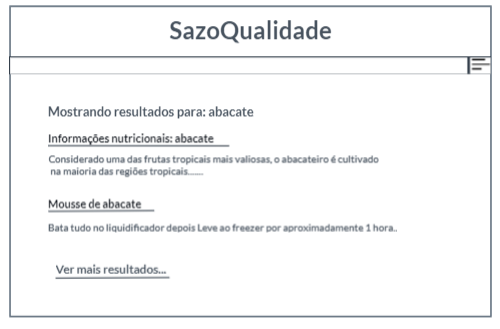 SazoQualidade
Mostrando resultados para: abacate
Informações nutricionais: abacate
Considerado uma das frutas tropicais mais valiosas, o abacateiro é cultivado
na maioria das regiões tropicais......
Mousse de abacate
Bata tudo no liquidificador depois Leve ao freezer por aproximadamente 1 hora..
Ver mais resultados...